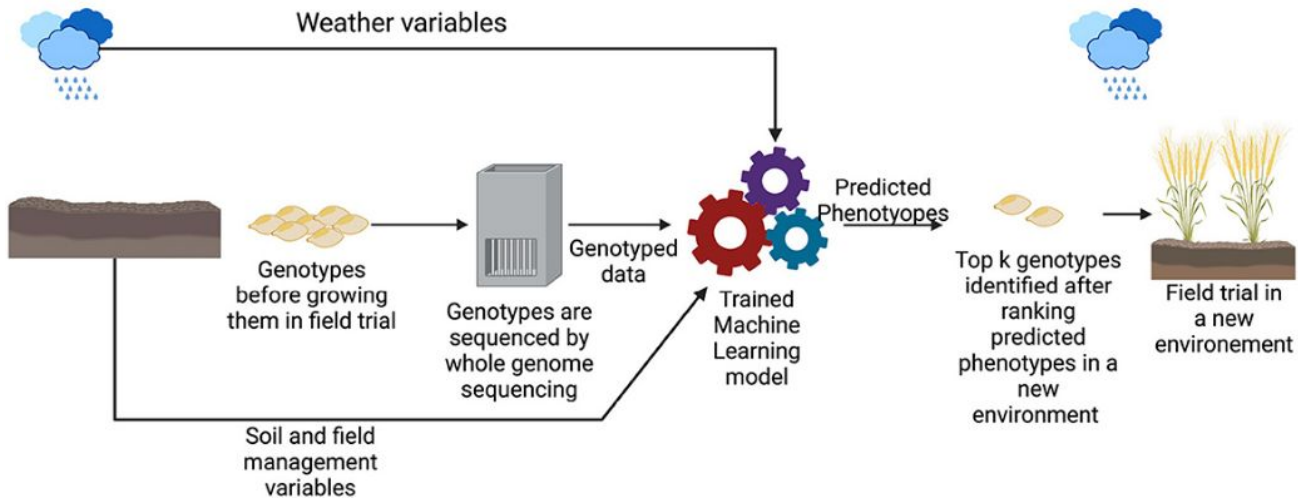 Weather variables
Genotypes
before growing
them in field trial
Genotypes are
sequenced by
whole genome
sequencing
Genotyped
data
Trained
Machine
Learning
model
Predicted
Phenotyopes
Top k genotypes
identified after
ranking
predicted
phenotypes in a
new
environment
Field trial in
a new
environement
Soil and field
management
variables